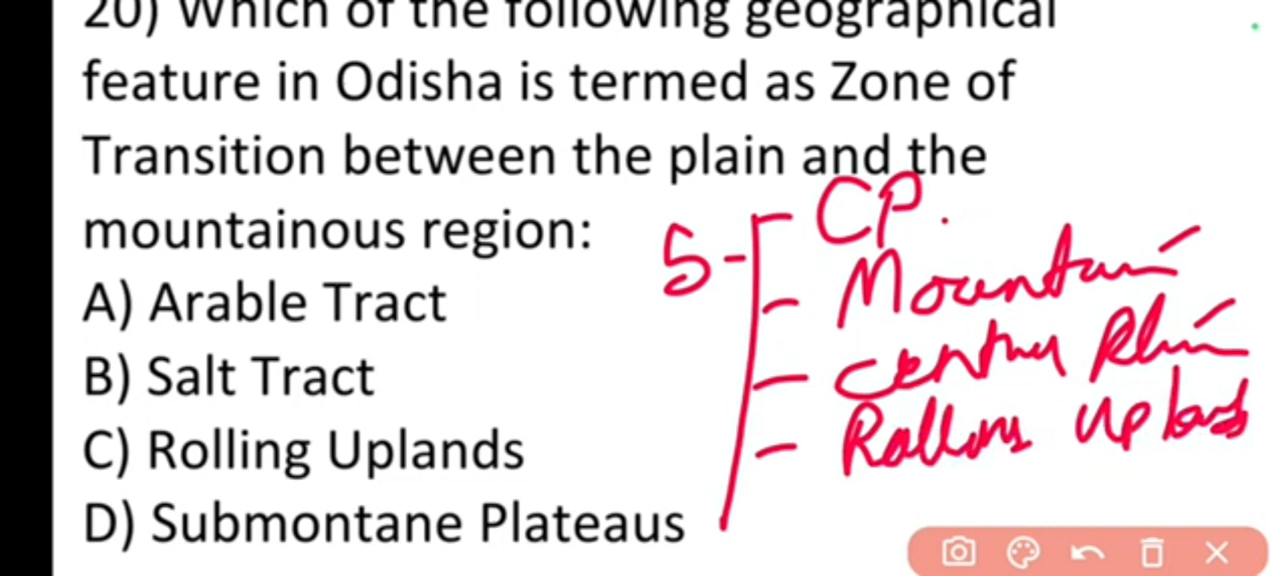 20) Which of the following geographical
feature in Odisha is termed as Zone of
Transition between the plain and the
mountainous region:
A) Arable Tract
B) Salt Tract
C) Rolling Uplands
D) Submontane Plateaus
5 - CP.
- Mountain
- central
- Rolling uplands